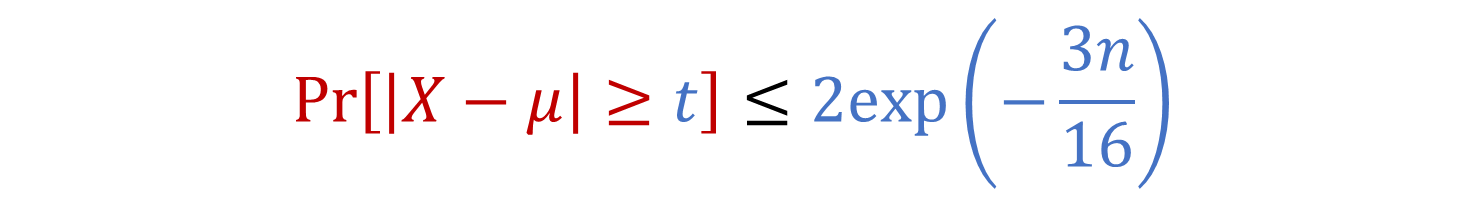 Pr[|X − μ| ≥ t] ≤ 2exp(−3n/16)